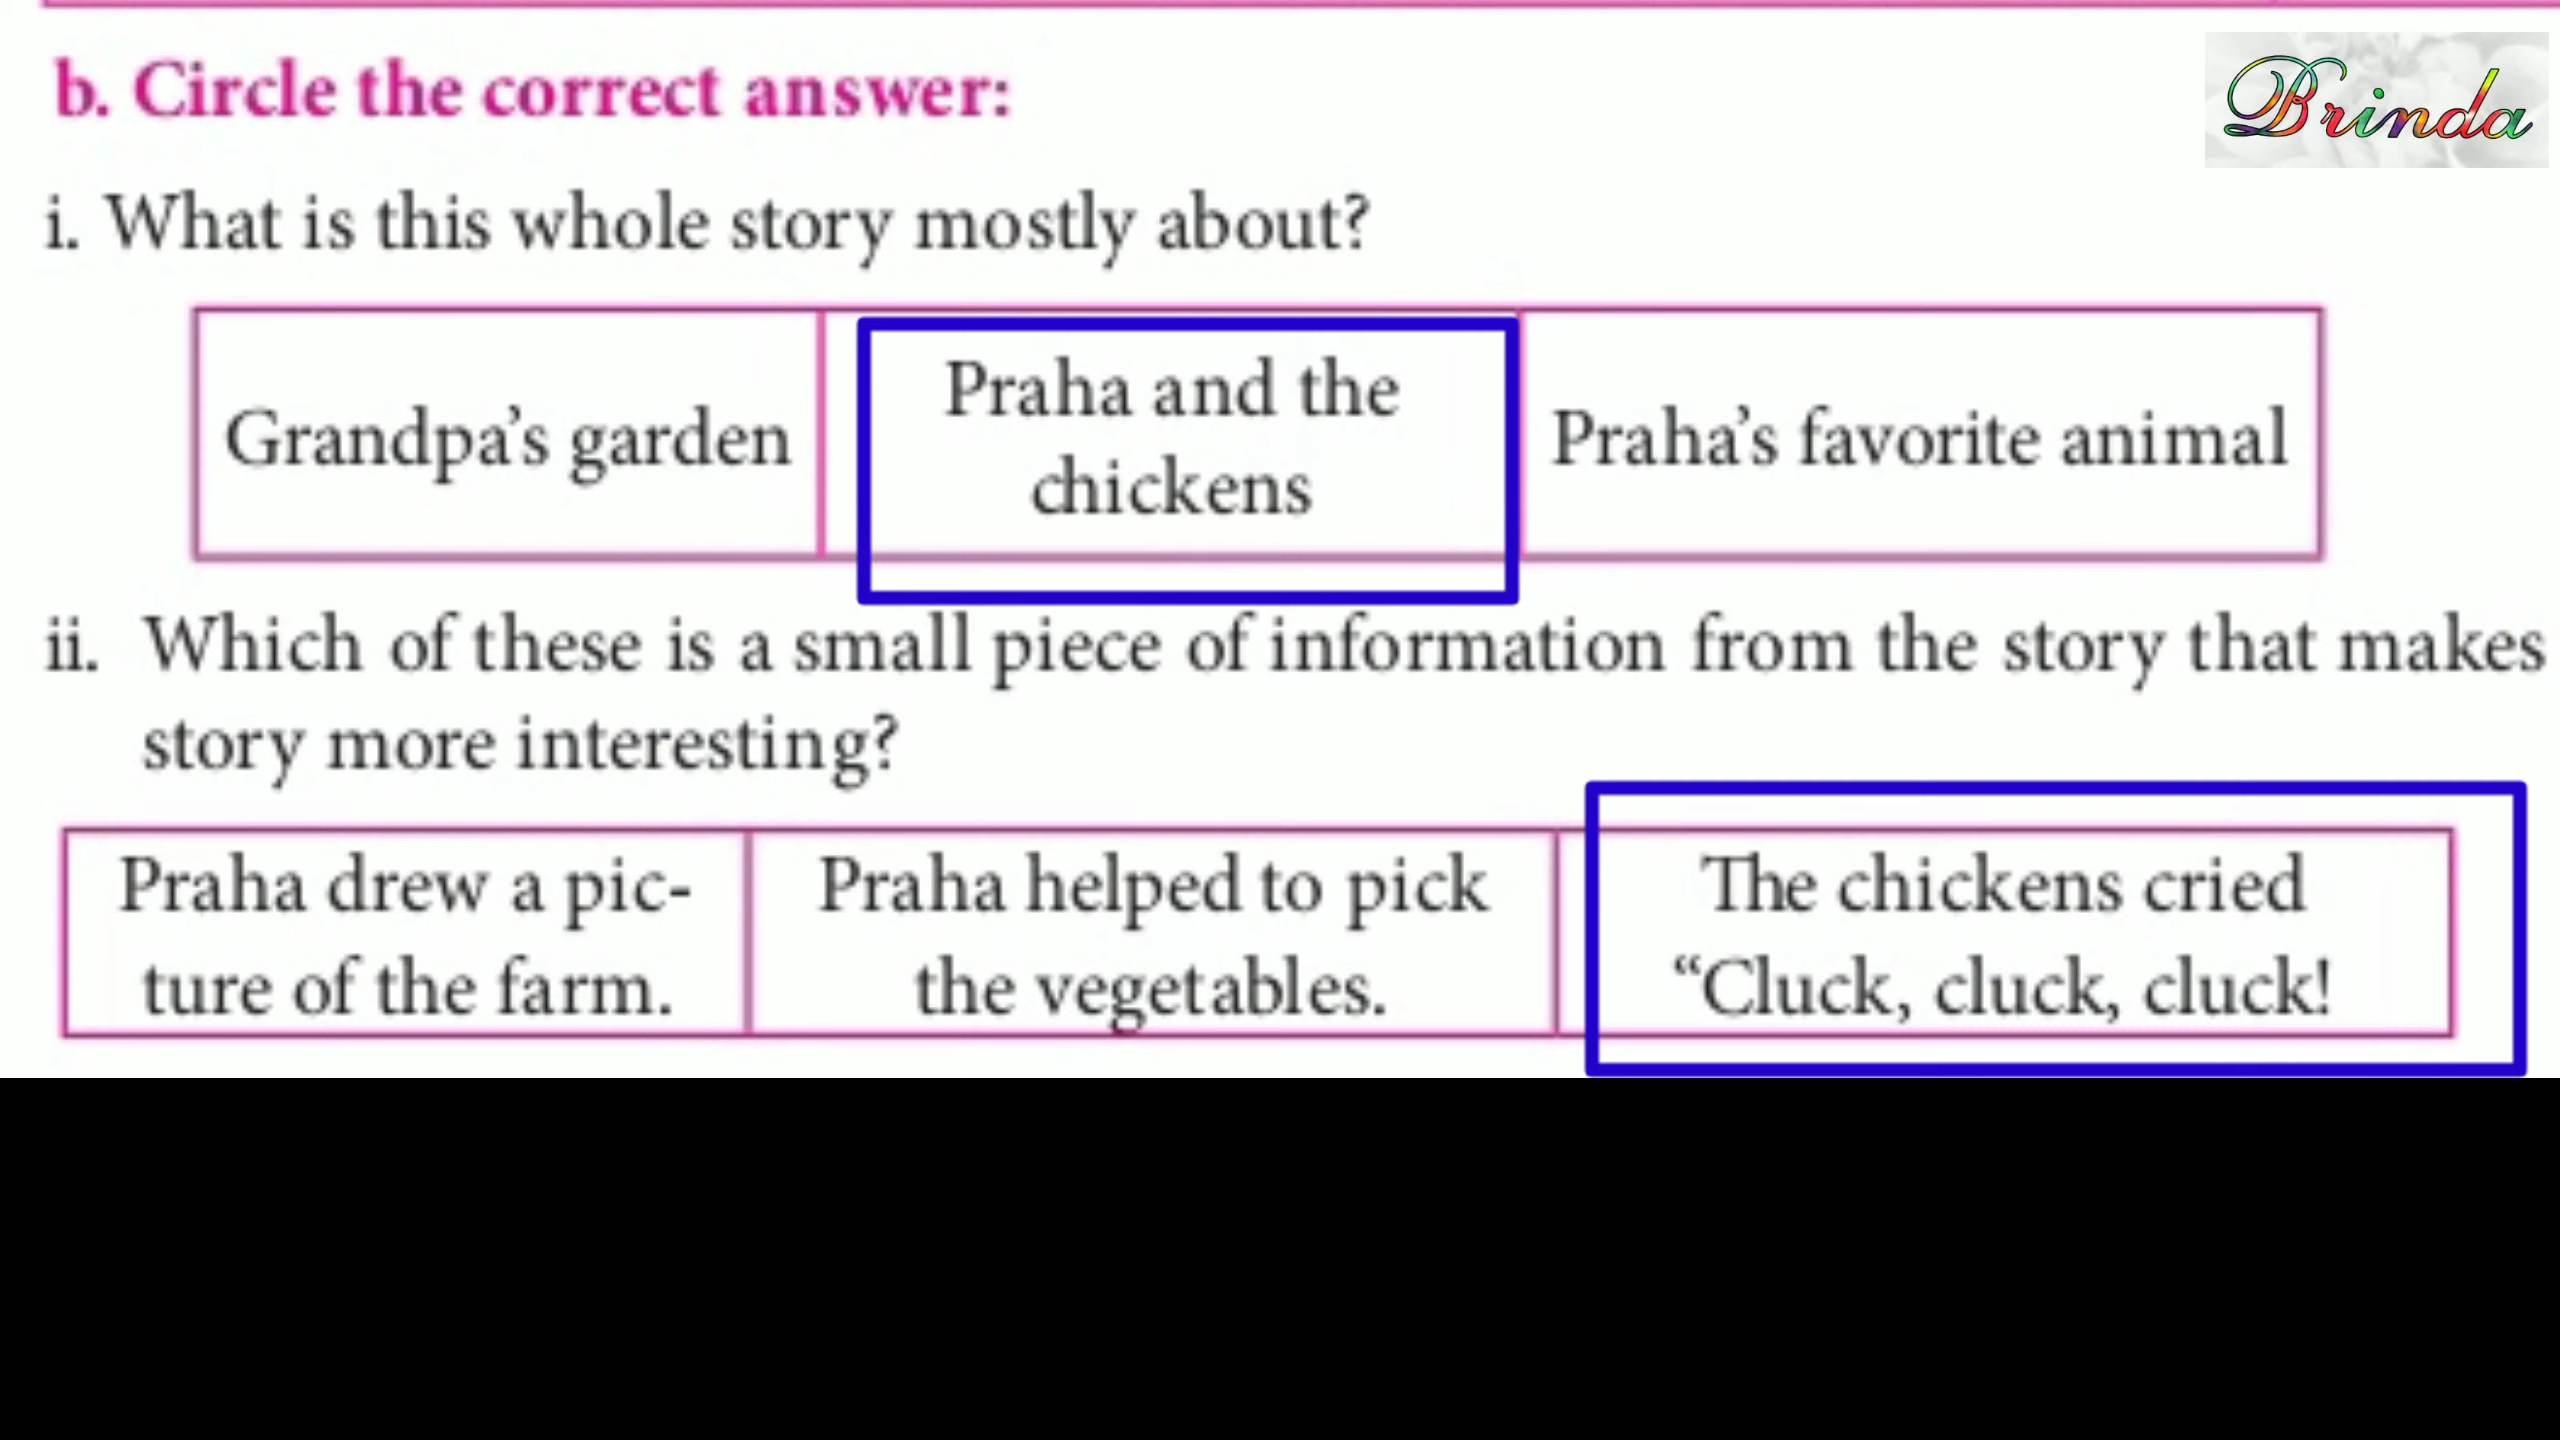 b. Circle the correct answer:
Brinda
i. What is this whole story mostly about?
Grandpa’s garden
Praha and the
chickens
Praha’s favorite animal
ii. Which of these is a small piece of information from the story that makes
story more interesting?
Praha drew a pic-
ture of the farm.
Praha helped to pick
the vegetables.
The chickens cried
“Cluck, cluck, cluck!